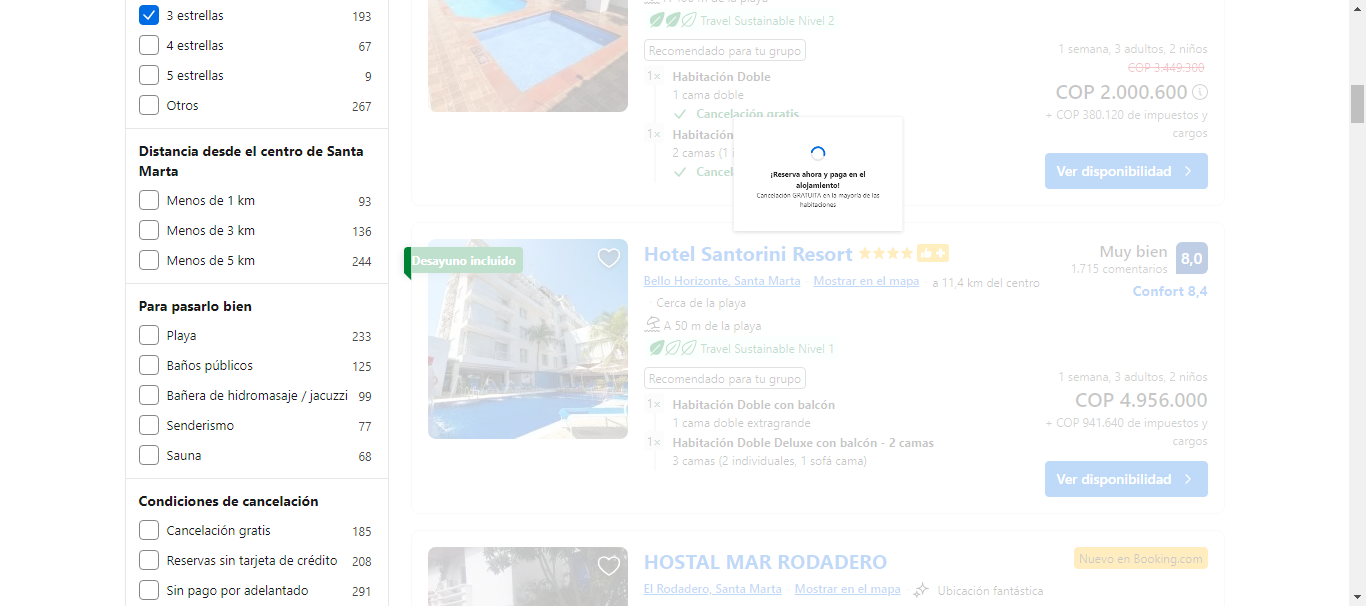 3 estrellas 193
4 estrellas 67
5 estrellas 9
Otros 267
Distancia desde el centro de Santa
Marta
Menos de 1 km 93
Menos de 3 km 136
Menos de 5 km 244
Para pasarlo bien
Playa 233
Baños públicos 125
Bañera de hidromasaje / jacuzzi 99
Senderismo 77
Sauna 68
Condiciones de cancelación
Cancelación gratis 185
Reservas sin tarjeta de crédito 208
Sin pago por adelantado 291
Travel Sustainable Nivel 2
Recomendado para tu grupo
1× Habitación Doble
1 cama doble
Cancelación gratis
1× Habitación
2 camas (1 i
Cancel
1 semana, 3 adultos, 2 niños
COP 3.449.300
COP 2.000.600
+ COP 380.120 de impuestos y
cargos
Ver disponibilidad
¡Reserva ahora y paga en el
alojamiento!
Cancelación GRATUITA en la mayoría de las
habitaciones
Desayuno incluido
Hotel Santorini Resort
Bello Horizonte, Santa Marta Mostrar en el mapa a 11,4 km del centro
Cerca de la playa
A 50 m de la playa
Travel Sustainable Nivel 1
Muy bien 8,0
1.715 comentarios
Confort 8,4
Recomendado para tu grupo
1× Habitación Doble con balcón
1 cama doble extragrande
1× Habitación Doble Deluxe con balcón - 2 camas
3 camas (2 individuales, 1 sofá cama)
1 semana, 3 adultos, 2 niños
COP 4.956.000
+ COP 941.640 de impuestos y
cargos
Ver disponibilidad
HOSTAL MAR RODADERO
El Rodadero, Santa Marta Mostrar en el mapa Ubicación fantástica
Nuevo en Booking.com